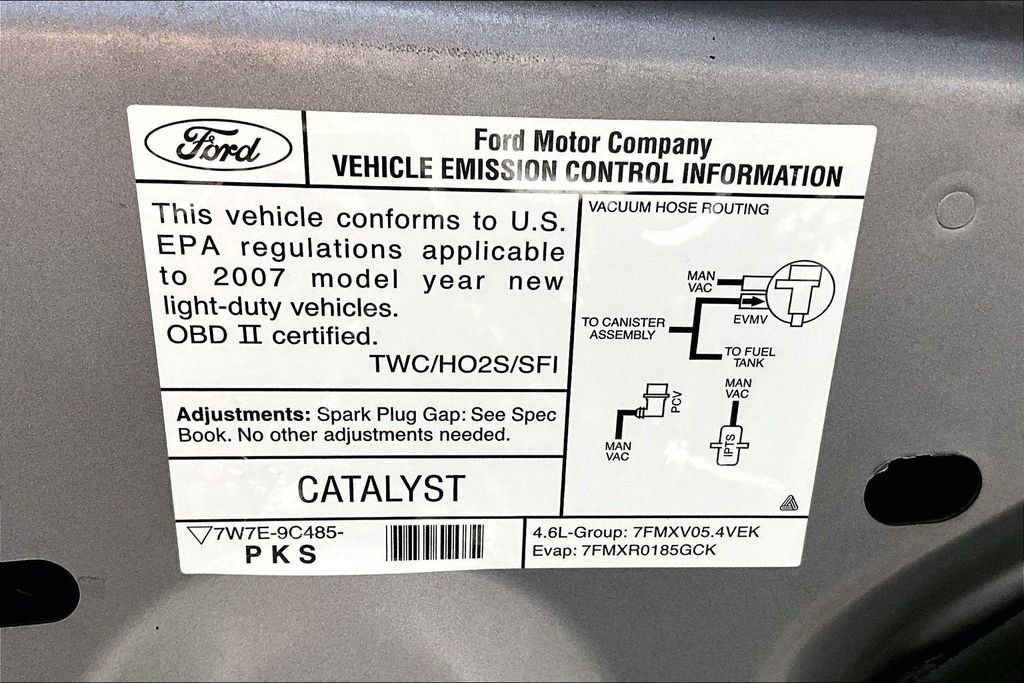 Ford
Ford Motor Company
VEHICLE EMISSION CONTROL INFORMATION
This vehicle conforms to U.S.
EPA regulations applicable
to 2007 model year new
light-duty vehicles.
OBD II certified.
TWC/HO2S/SFI
Adjustments: Spark Plug Gap: See Spec
Book. No other adjustments needed.
CATALYST
7W7E-9C485-
PKS
VACUUM HOSE ROUTING
MAN
VAC
EVMV
TO CANISTER
ASSEMBLY
TO FUEL
TANK
PCV
MAN
VAC
MAN
VAC
IPTS
4.6L-Group: 7FMXV05.4VEK
Evap: 7FMXR0185GCK